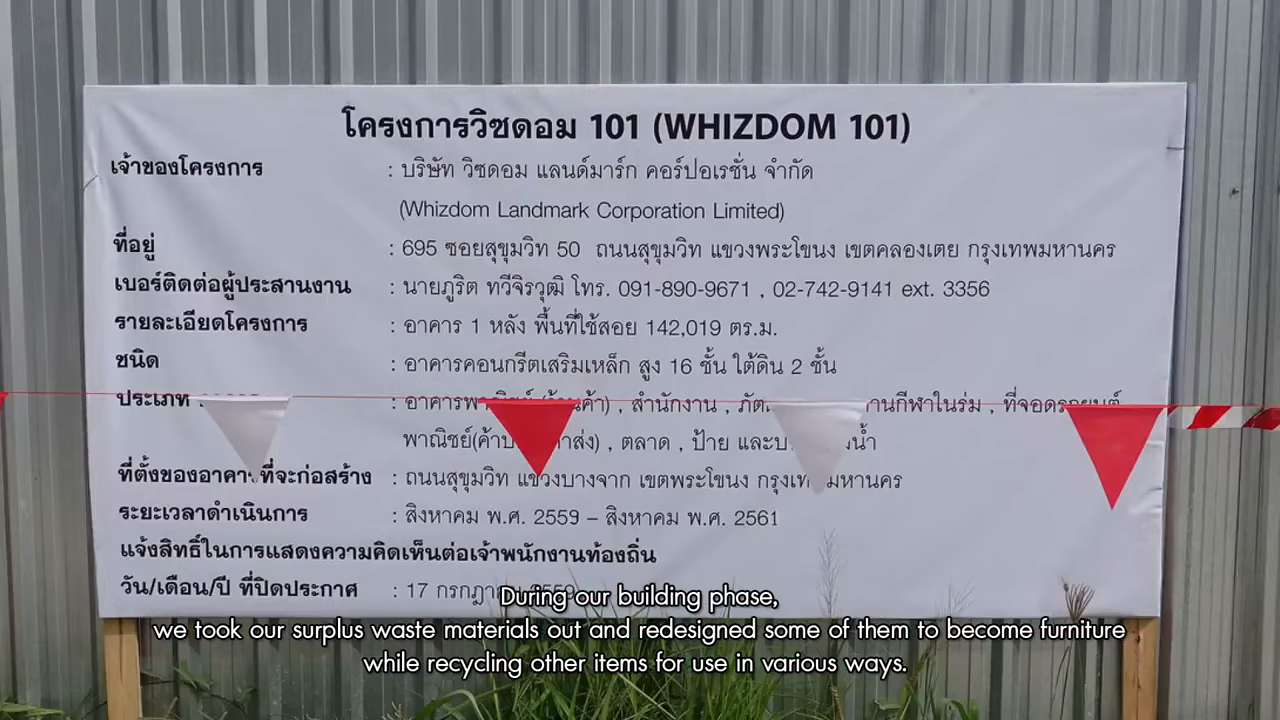 โครงการวิซดอม 101 (WHIZDOM 101)
เจ้าของโครงการ : บริษัท วิซดอม แลนด์มาร์ก คอร์ปอเรชั่น จำกัด
(Whizdom Landmark Corporation Limited)
ที่อยู่ : 695 ซอยสุขุมวิท 50 ถนนสุขุมวิท แขวงพระโขนง เขตคลองเตย กรุงเทพมหานคร
เบอร์ติดต่อผู้ประสานงาน : นายภูริต ทวีจิรวุฒิ โทร. 091-890-9671 , 02-742-9141 ext. 3356
รายละเอียดโครงการ : อาคาร 1 หลัง พื้นที่ใช้สอย 142,019 ตร.ม.
ชนิด : อาคารคอนกรีตเสริมเหล็ก สูง 16 ชั้น ใต้ดิน 2 ชั้น
ประเภท : , สำนักงาน , , ที่จอดรถยนต์
, ตลาด , ป้าย
ที่ตั้งของอาคารที่จะก่อสร้าง : ถนนสุขุมวิท แขวงบางจาก เขตพระโขนง กรุงเทพมหานคร
ระยะเวลาดำเนินการ : สิงหาคม พ.ศ. 2559 – สิงหาคม พ.ศ. 2561
แจ้งสิทธิ์ในการแสดงความคิดเห็นต่อเจ้าพนักงานท้องถิ่น
วัน/เดือน/ปี ที่ปิดประกาศ : 17
During our building phase,
we took our surplus waste materials out and redesigned some of them to become furniture
while recycling other items for use in various ways.